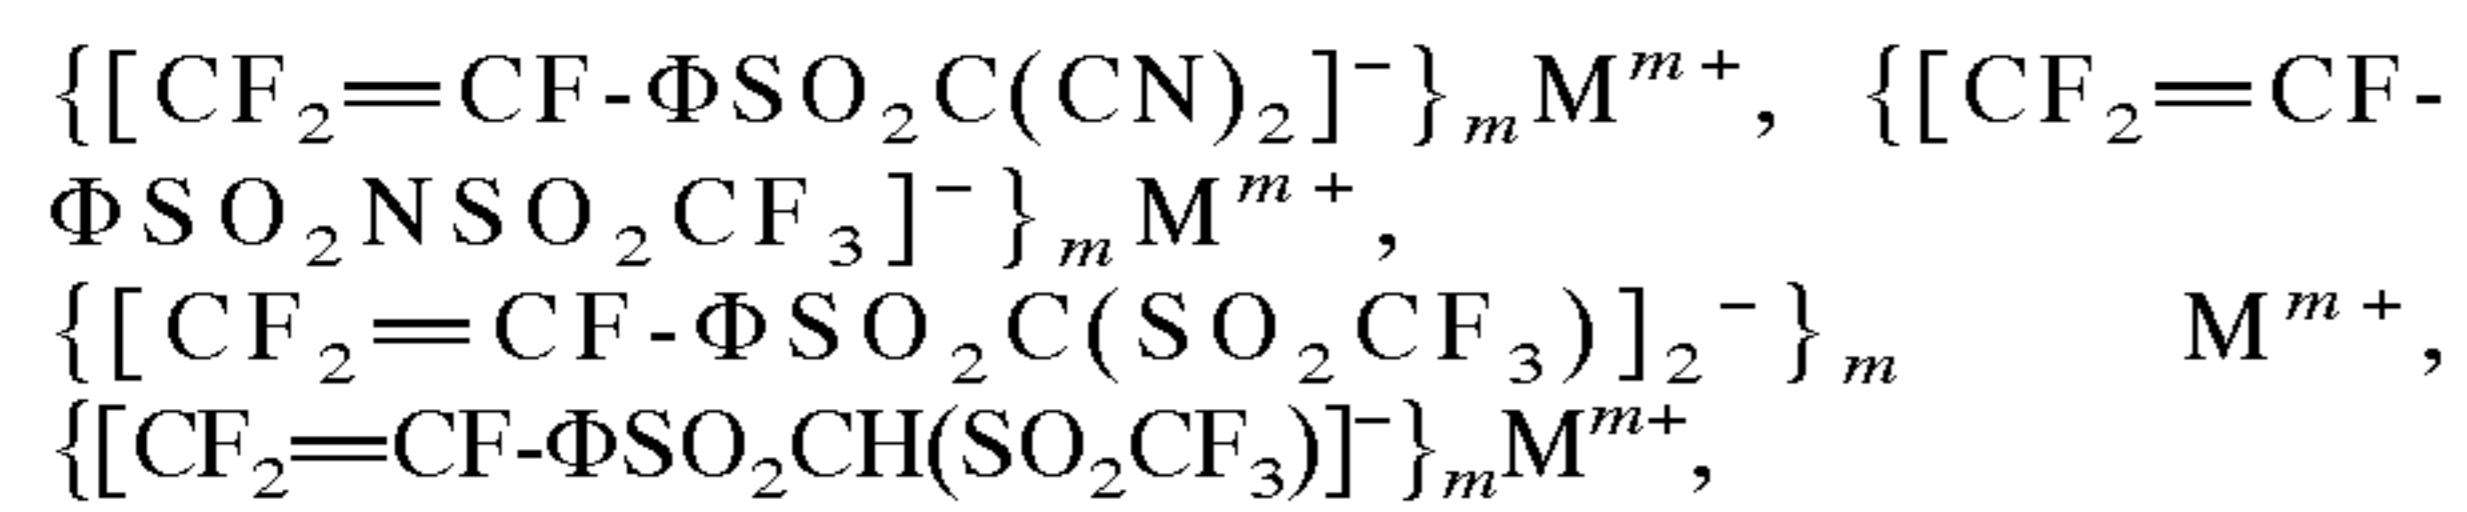 {[CF₂=CF-ΦSO₂C(CN)₂]⁻}ₘMᵐ⁺, {[CF₂=CF-
ΦSO₂NSO₂CF₃]⁻}ₘMᵐ⁺,
{[CF₂=CF-ΦSO₂C(SO₂CF₃)]₂⁻}ₘ Mᵐ⁺,
{[CF₂=CF-ΦSO₂CH(SO₂CF₃)]⁻}ₘMᵐ⁺,